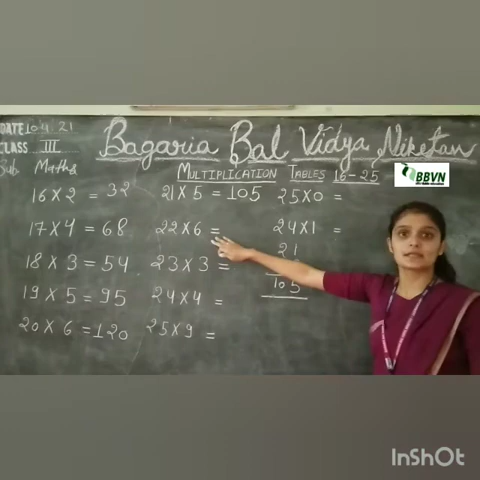 DATE 10.4.21
CLASS III
Sub Maths
Bagaria Bal Vidya Niketan
MULTIPLICATION TABLES 16-25
BBVN
16 X 2 = 32
17 X 4 = 68
18 X 3 = 54
19 X 5 = 95
20 X 6 = 120
21 X 5 = 105
22 X 6 =
23 X 3 =
24 X 4 =
25 X 9 =
25 X 0 =
24 X 1 =
21
105
InShOt